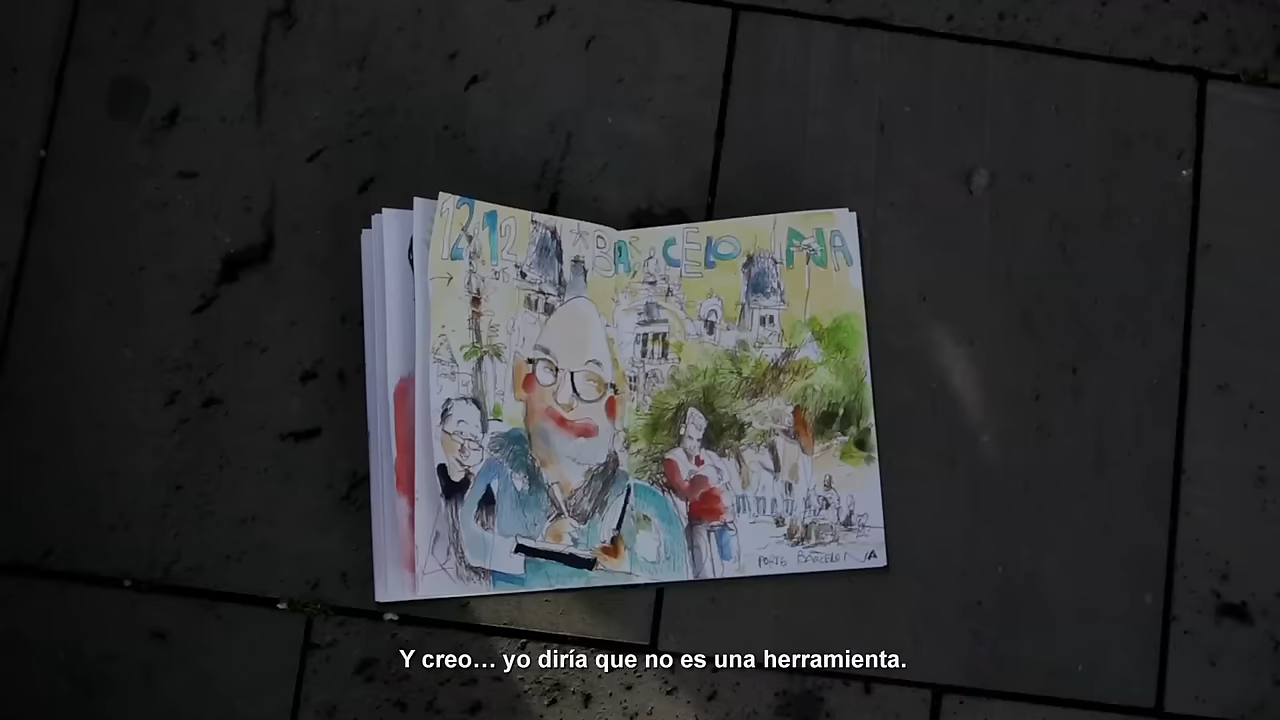 12.12 *BARCELONA
PORTO BARCELONA
Y creo… yo diría que no es una herramienta.